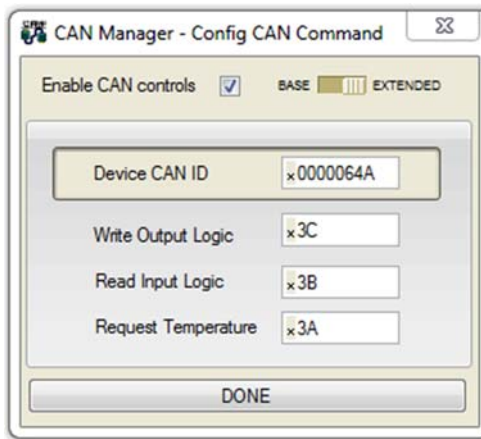 CAN Manager - Config CAN Command
Enable CAN controls BASE EXTENDED
Device CAN ID x0000064A
Write Output Logic x3C
Read Input Logic x3B
Request Temperature x3A
DONE